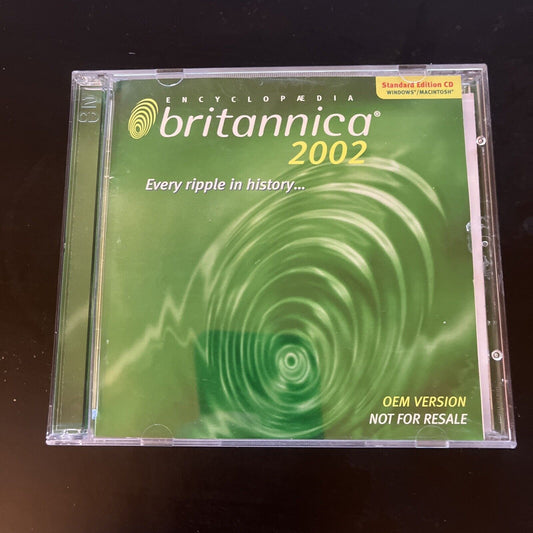 Standard Edition CD
WINDOWS®/MACINTOSH®
ENCYCLOPÆDIA
britannica®
2002
Every ripple in history...
OEM VERSION
NOT FOR RESALE